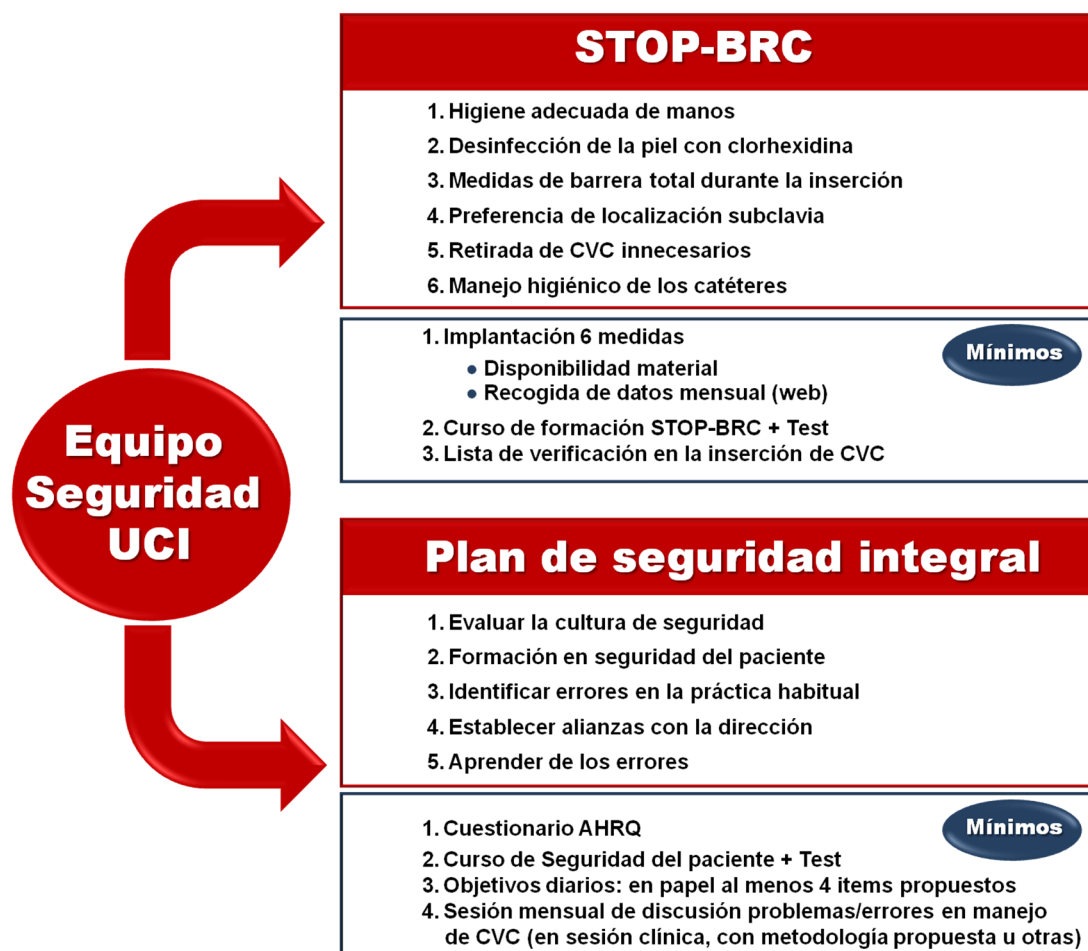 STOP-BRC
1. Higiene adecuada de manos
2. Desinfección de la piel con clorhexidina
3. Medidas de barrera total durante la inserción
4. Preferencia de localización subclavia
5. Retirada de CVC innecesarios
6. Manejo higiénico de los catéteres
1. Implantación 6 medidas
• Disponibilidad material
• Recogida de datos mensual (web)
2. Curso de formación STOP-BRC + Test
3. Lista de verificación en la inserción de CVC
Mínimos
Equipo
Seguridad
UCI
Plan de seguridad integral
1. Evaluar la cultura de seguridad
2. Formación en seguridad del paciente
3. Identificar errores en la práctica habitual
4. Establecer alianzas con la dirección
5. Aprender de los errores
1. Cuestionario AHRQ
2. Curso de Seguridad del paciente + Test
3. Objetivos diarios: en papel al menos 4 items propuestos
4. Sesión mensual de discusión problemas/errores en manejo
de CVC (en sesión clínica, con metodología propuesta u otras)
Mínimos